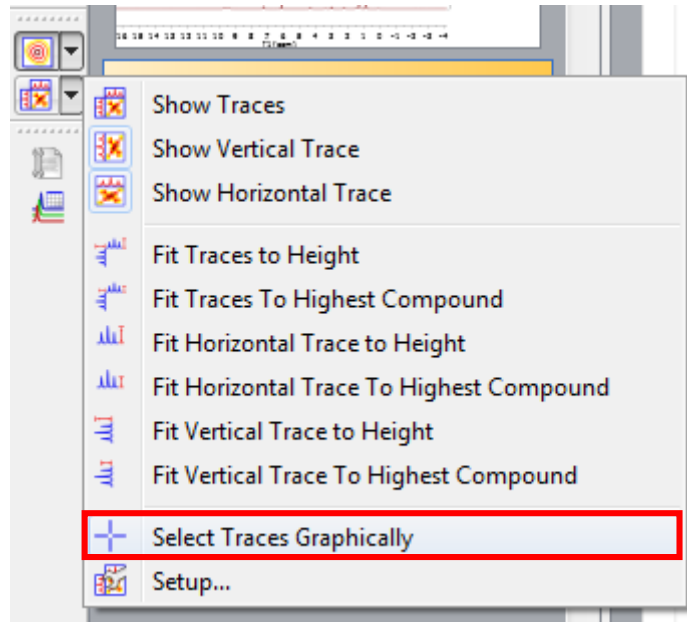 Show Traces
Show Vertical Trace
Show Horizontal Trace
Fit Traces to Height
Fit Traces To Highest Compound
Fit Horizontal Trace to Height
Fit Horizontal Trace To Highest Compound
Fit Vertical Trace to Height
Fit Vertical Trace To Highest Compound
Select Traces Graphically
Setup...